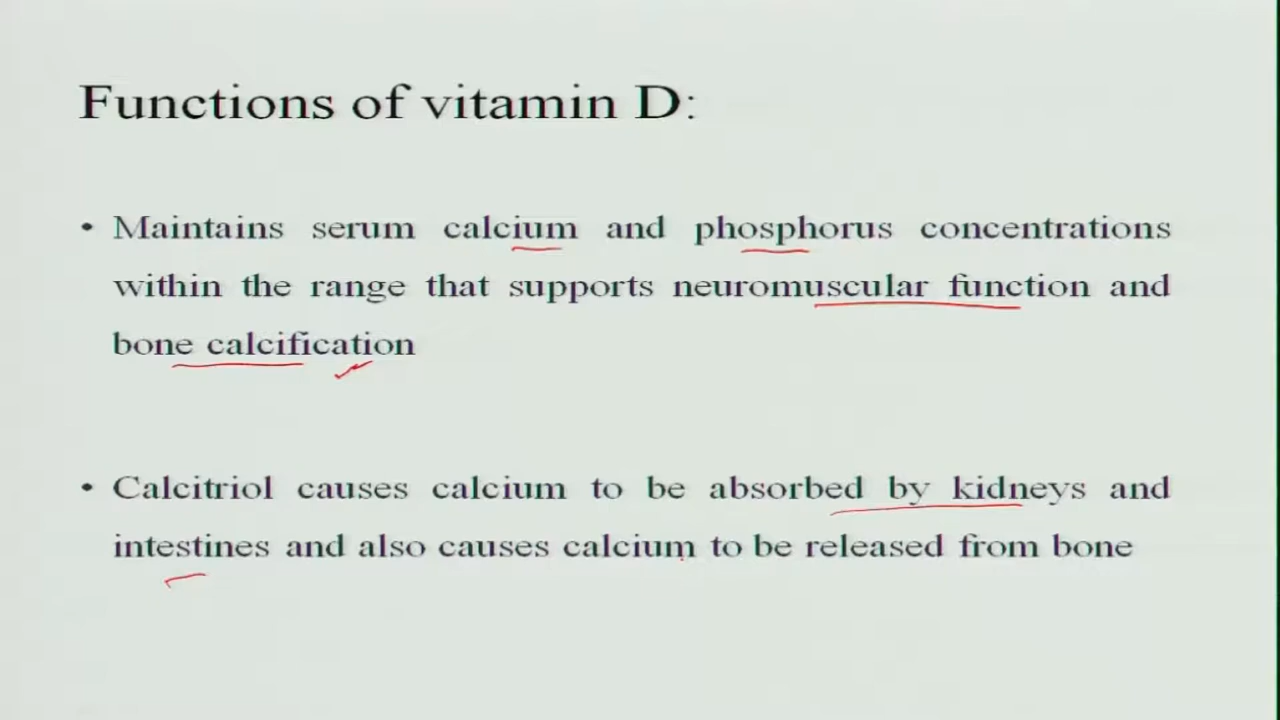 Functions of vitamin D:
• Maintains serum calcium and phosphorus concentrations
within the range that supports neuromuscular function and
bone calcification
• Calcitriol causes calcium to be absorbed by kidneys and
intestines and also causes calcium to be released from bone